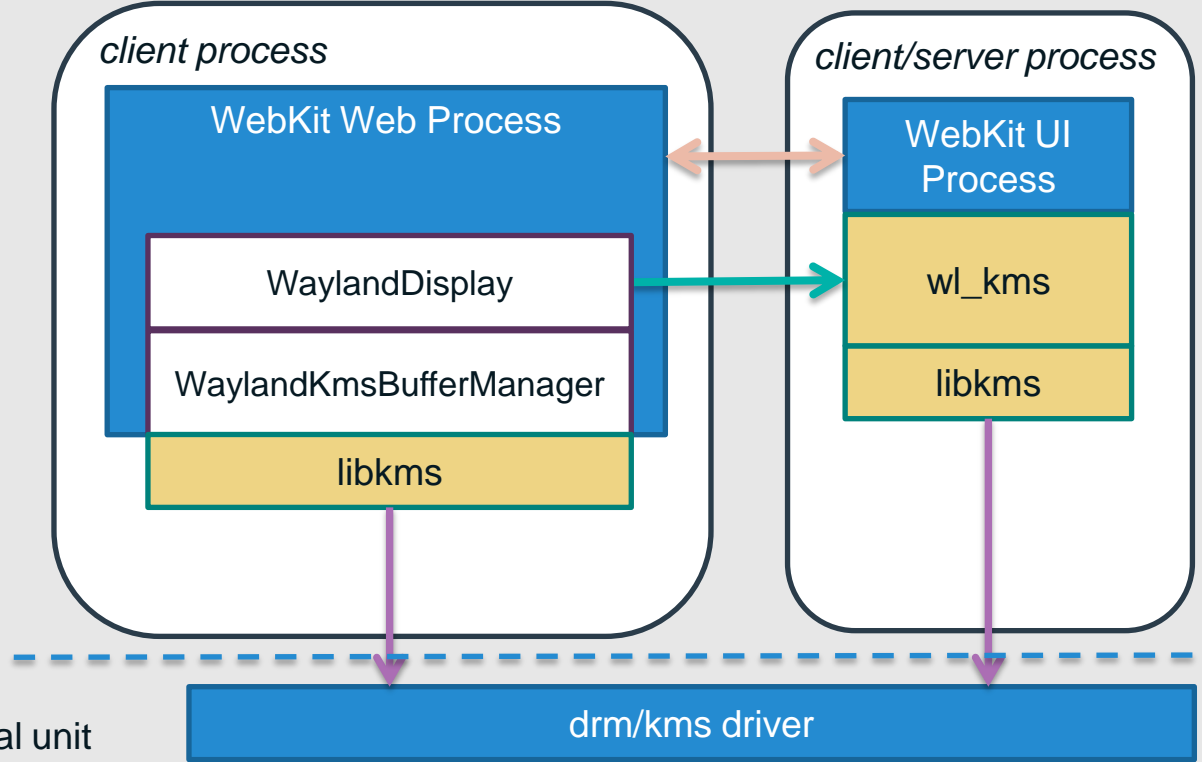 client process
client/server process
WebKit Web Process
WebKit UI
Process
WaylandDisplay
wl_kms
WaylandKmsBufferManager
libkms
libkms
drm/kms driver
al unit